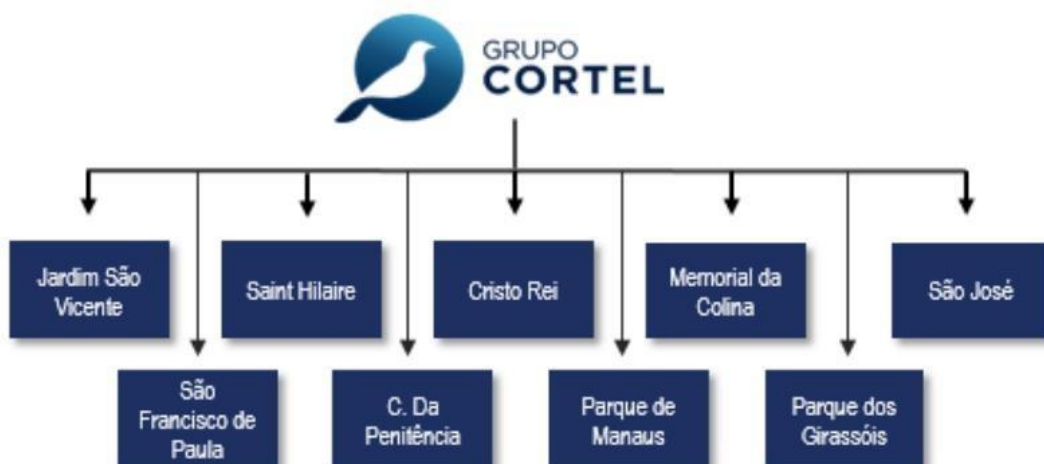 GRUPO
CORTEL
Jardim São
Vicente
Saint Hilaire
Cristo Rei
Memorial da
Colina
São José
São
Francisco de
Paula
C. Da
Penitência
Parque de
Manaus
Parque dos
Girassóis